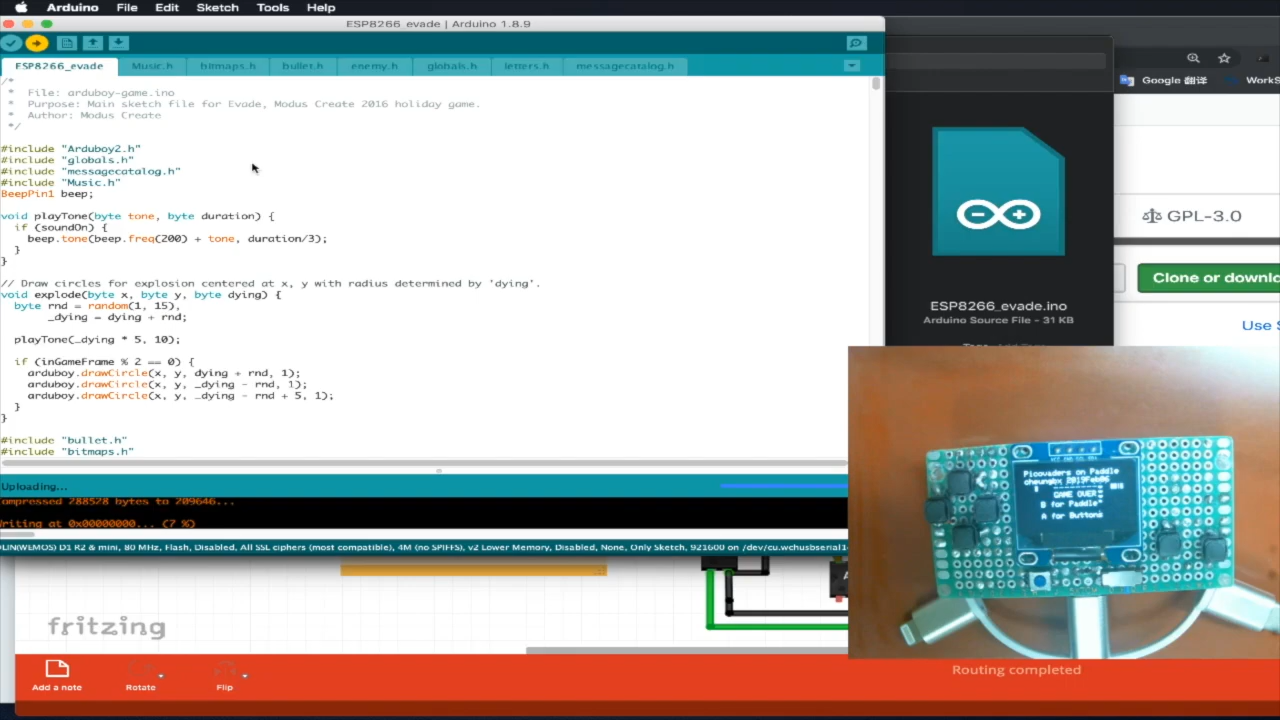 Arduino File Edit Sketch Tools Help
ESP8266_evade | Arduino 1.8.9
ESP8266_evade Music.h bitmaps.h bullet.h enemy.h globals.h letters.h messagecatalog.h
/*
* File: arduboy-game.ino
* Purpose: Main sketch file for Evade, Modus Create 2016 holiday game.
* Author: Modus Create
*/
#include "Arduboy2.h"
#include "globals.h"
#include "messagecatalog.h"
#include "Music.h"
BeepPin1 beep;
void playTone(byte tone, byte duration) {
if (soundOn) {
beep.tone(beep.freq(200) + tone, duration/3);
}
}
// Draw circles for explosion centered at x, y with radius determined by 'dying'.
void explode(byte x, byte y, byte dying) {
byte rnd = random(1, 15),
_dying = dying + rnd;
playTone(_dying * 5, 10);
if (inGameFrame % 2 == 0) {
arduboy.drawCircle(x, y, dying + rnd, 1);
arduboy.drawCircle(x, y, _dying - rnd, 1);
arduboy.drawCircle(x, y, _dying - rnd + 5, 1);
}
}
#include "bullet.h"
#include "bitmaps.h"
Uploading...
ompressed 288528 bytes to 209646...
riting at 0x00000000... (7 %)
OLIN(WEMOS) D1 R2 & mini, 80 MHz, Flash, Disabled, All SSL ciphers (most compatible), 4M (no SPIFFS), v2 Lower Memory, Disabled, None, Only Sketch, 921600 on /dev/cu.wchusbserial1
Google 翻译
WorkS
GPL-3.0
Clone or downlo
Use S
ESP8266_evade.ino
Arduino Source File - 31 KB
Picovaders on Paddle
cheungbx 2019Feb06
GAME OVER
B for Paddle
A for Buttons
fritzing
Add a note
Rotate
Flip
Routing completed